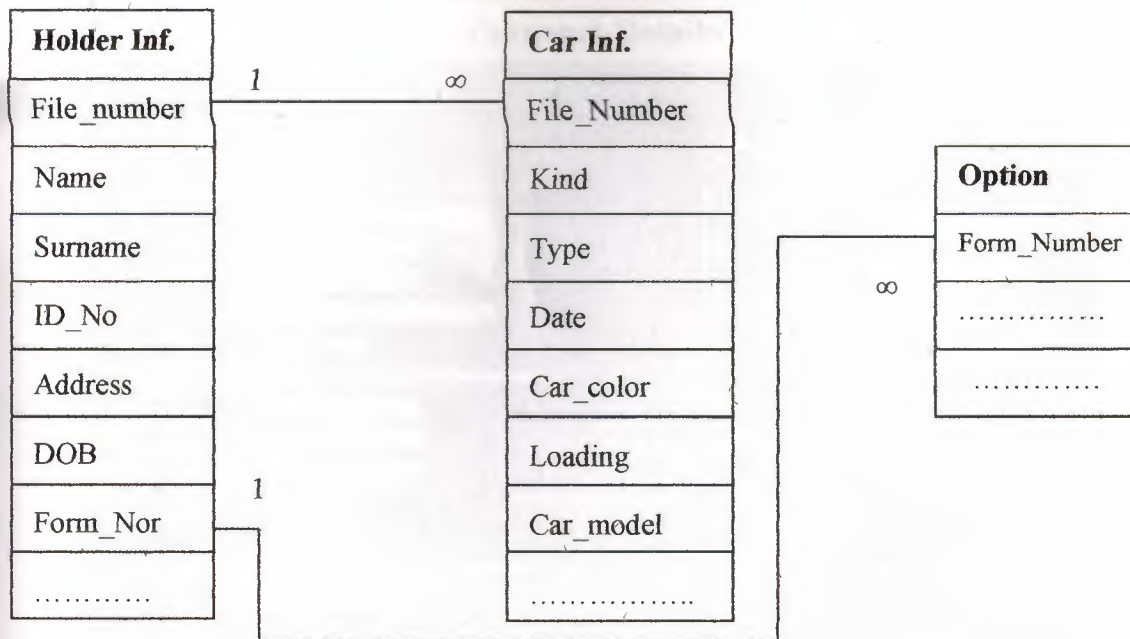 Holder Inf.
File_number
Name
Surname
ID_No
Address
DOB
Form_Nor
............
1
∞
Car Inf.
File_Number
Kind
Type
Date
Car_color
Loading
Car_model
.................
1
∞
Option
Form_Number
...............
.............